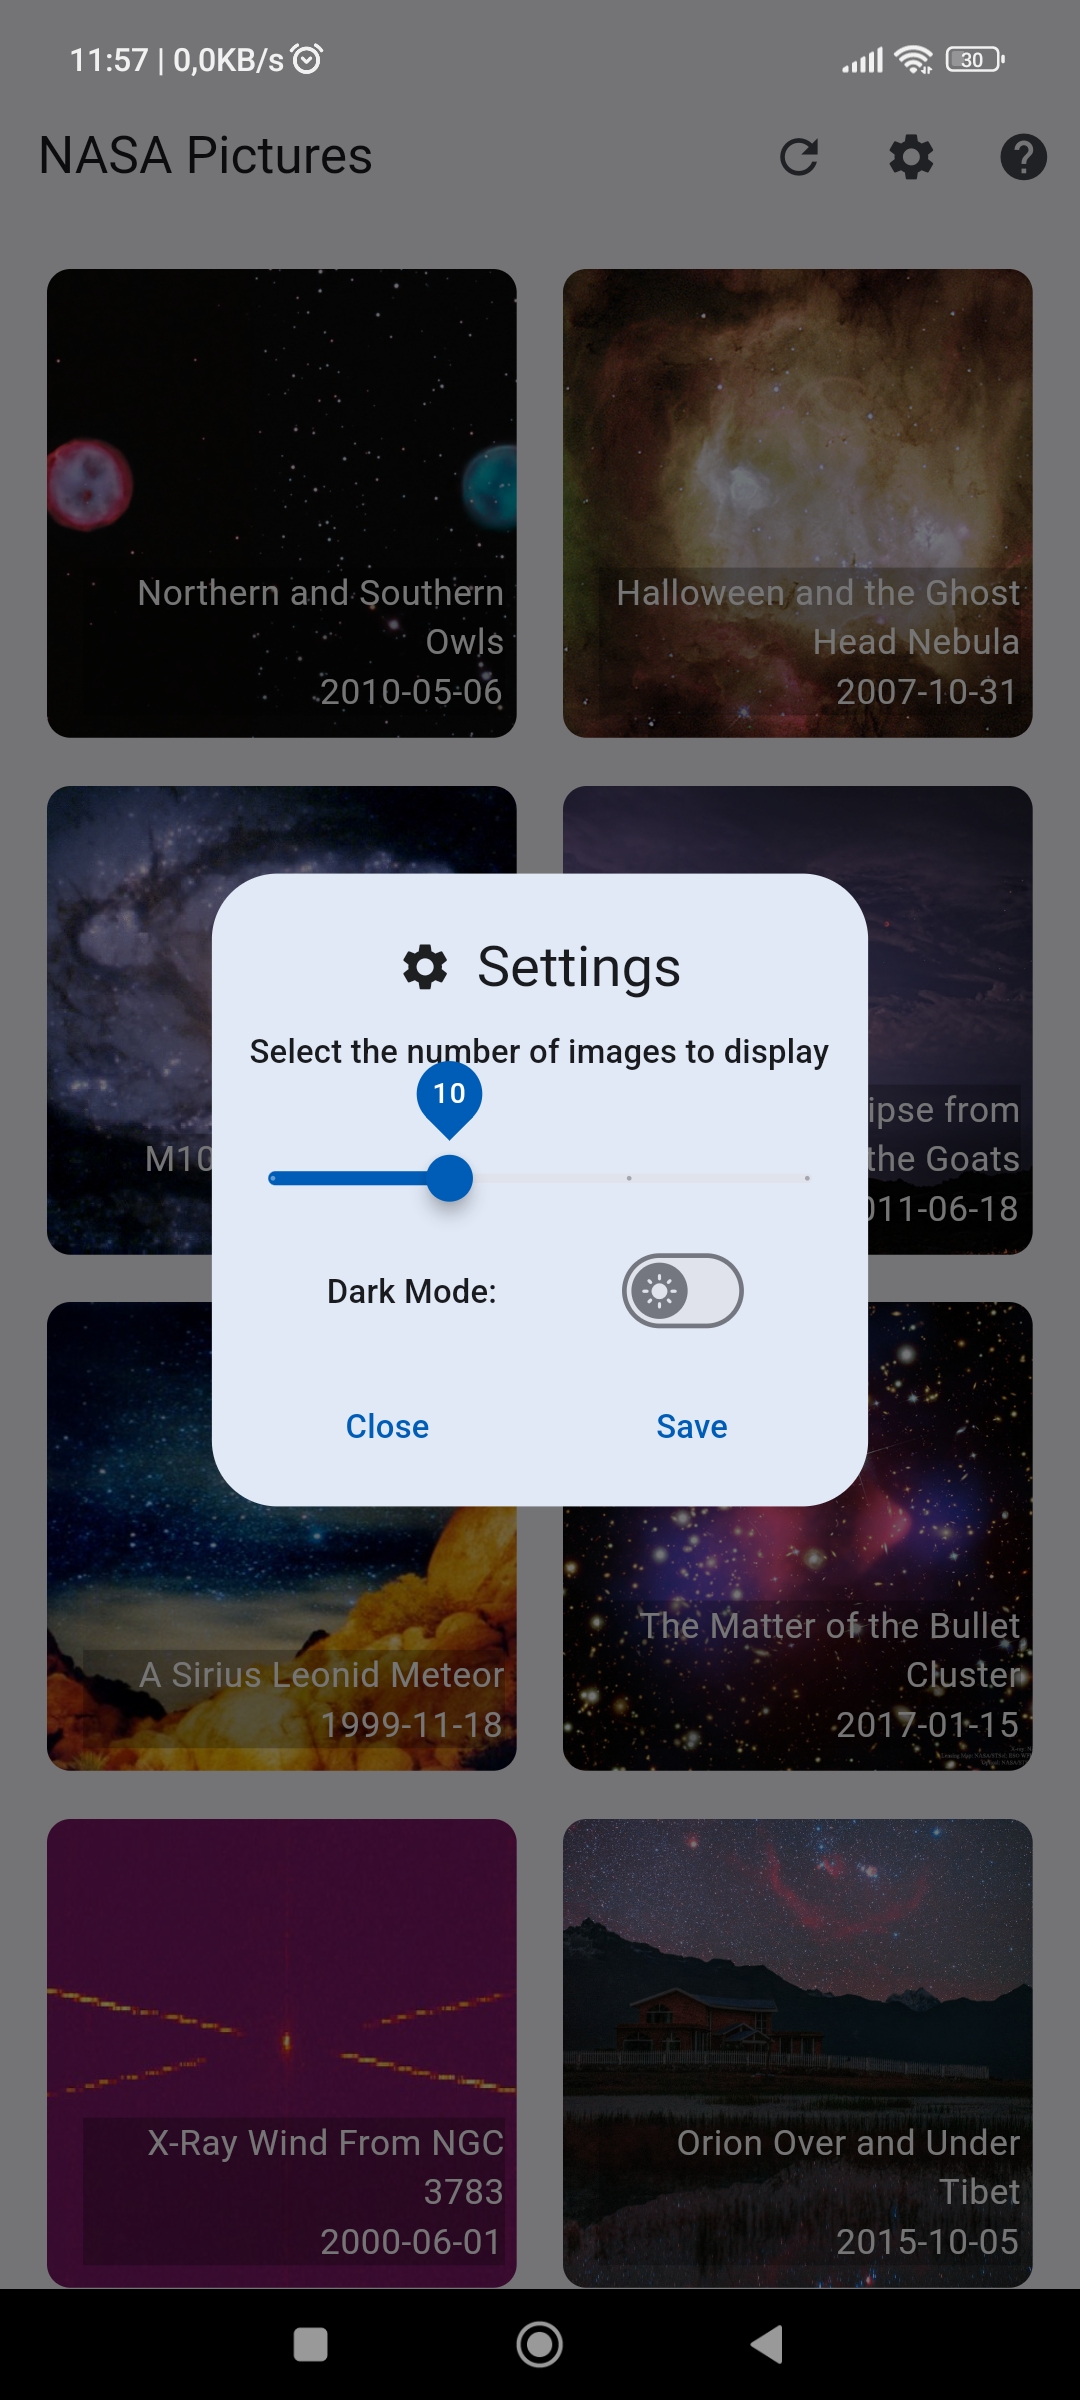 11:57 | 0,0KB/s
30
NASA Pictures
Northern and Southern
Owls
2010-05-06
Halloween and the Ghost
Head Nebula
2007-10-31
Settings
Select the number of images to display
10
Dark Mode:
Close
Save
M10
ipse from
the Goats
011-06-18
A Sirius Leonid Meteor
1999-11-18
The Matter of the Bullet
Cluster
2017-01-15
X-Ray Wind From NGC
3783
2000-06-01
Orion Over and Under
Tibet
2015-10-05